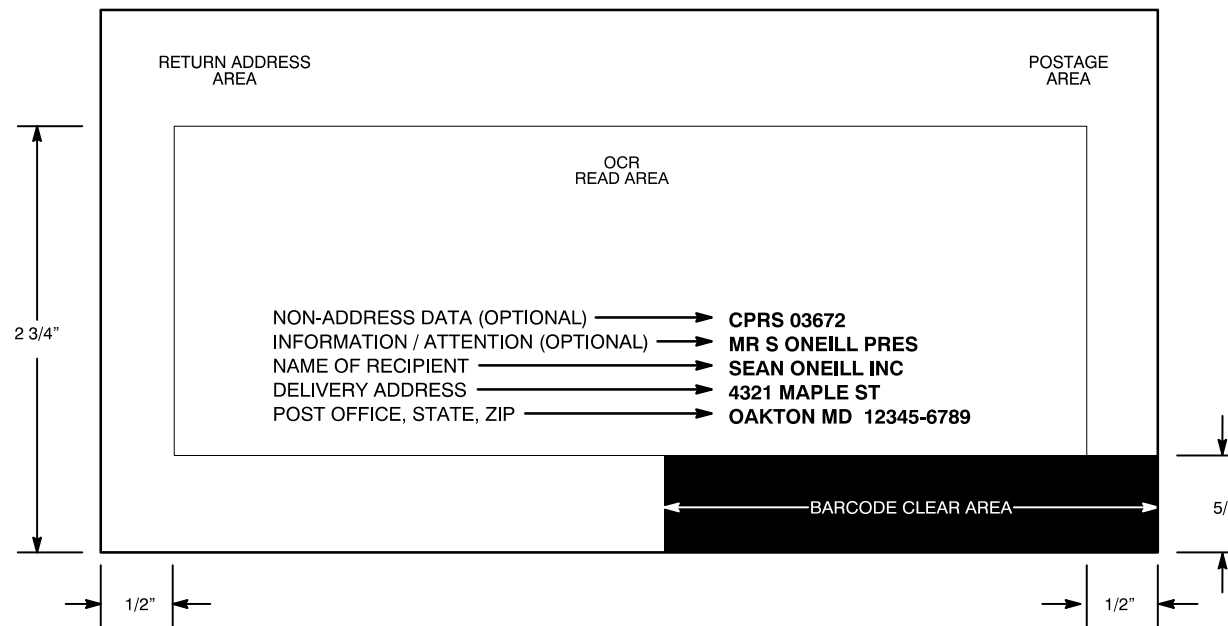 RETURN ADDRESS
AREA
POSTAGE
AREA
OCR
READ AREA
2 3/4”
NON-ADDRESS DATA (OPTIONAL) CPRS 03672
INFORMATION / ATTENTION (OPTIONAL) MR S ONEILL PRES
NAME OF RECIPIENT SEAN ONEILL INC
DELIVERY ADDRESS 4321 MAPLE ST
POST OFFICE, STATE, ZIP OAKTON MD 12345-6789
BARCODE CLEAR AREA
5/
1/2”
1/2”